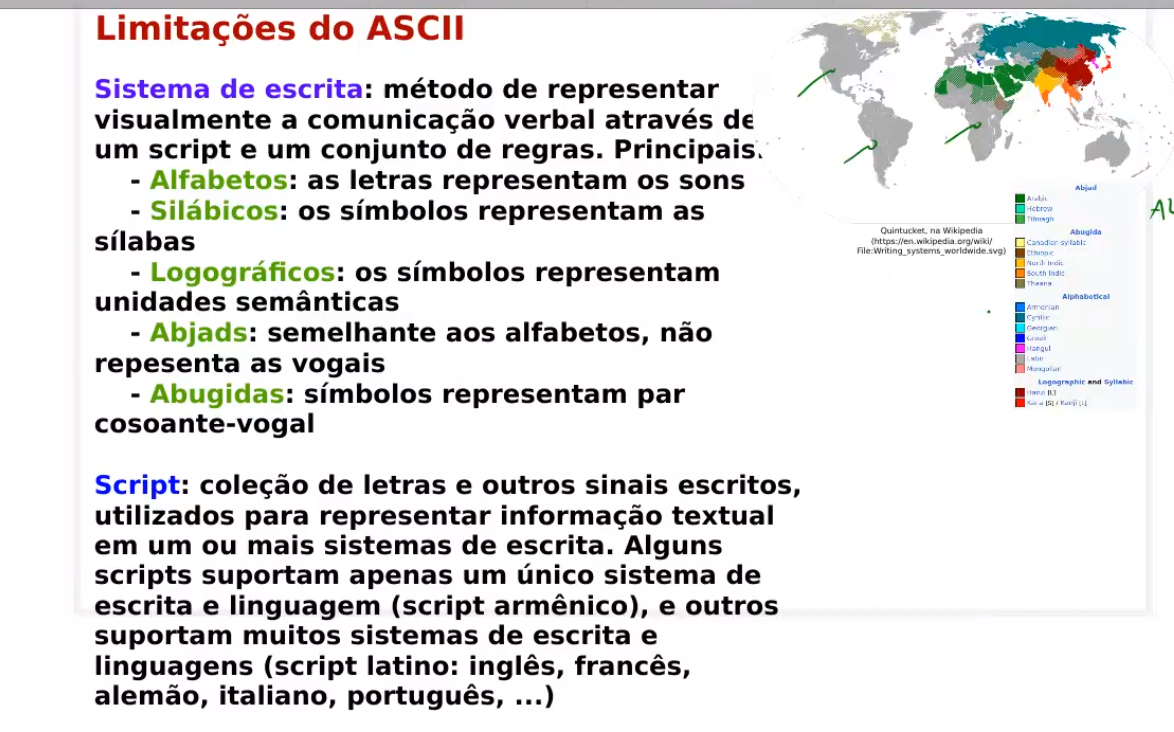 Limitações do ASCII
Sistema de escrita: método de representar
visualmente a comunicação verbal através de
um script e um conjunto de regras. Principais:
- Alfabetos: as letras representam os sons
- Silábicos: os símbolos representam as
sílabas
- Logográficos: os símbolos representam
unidades semânticas
- Abjads: semelhante aos alfabetos, não
repesenta as vogais
- Abugidas: símbolos representam par
cosoante-vogal
Script: coleção de letras e outros sinais escritos,
utilizados para representar informação textual
em um ou mais sistemas de escrita. Alguns
scripts suportam apenas um único sistema de
escrita e linguagem (script armênico), e outros
suportam muitos sistemas de escrita e
linguagens (script latino: inglês, francês,
alemão, italiano, português, ...)
Quintucket, na Wikipedia
(https://en.wikipedia.org/wiki/
File:Writing_systems_worldwide.svg)
Abjad
Arabic
Hebrew
Tifinagh
Abugida
Canadian syllabic
Ethiopic
North Indic
South Indic
Thaana
Alphabetical
Armenian
Cyrillic
Georgian
Greek
Hangul
Latin
Mongolian
Logographic and Syllabic
Hanzi [L]
Kana [S] / Kanji [L]